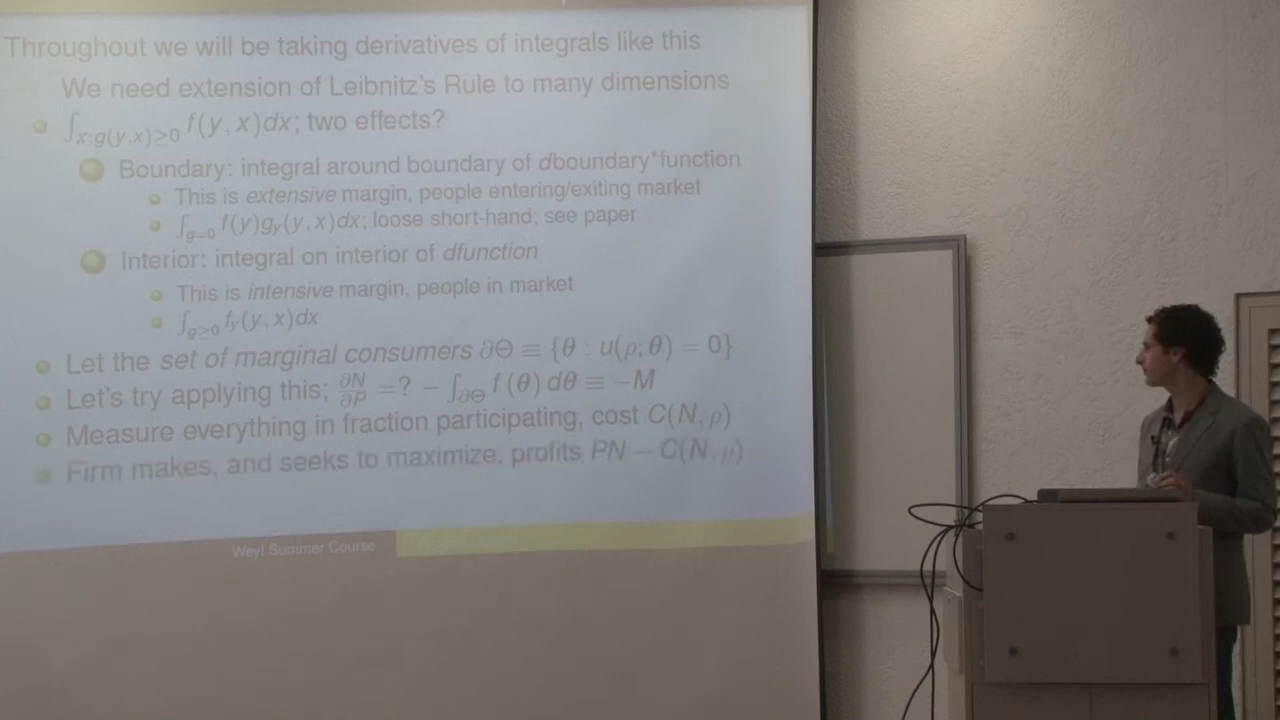 Throughout we will be taking derivatives of integrals like this
We need extension of Leibnitz's Rule to many dimensions
∫_{x:g(y,x)≥0} f(y, x)dx; two effects?
Boundary: integral around boundary of dboundary*function
This is extensive margin, people entering/exiting market
∫_{g=0} f(y)g_y(y, x)dx; loose short-hand; see paper
Interior: integral on interior of dfunction
This is intensive margin, people in market
∫_{g≥0} f_y(y, x)dx
Let the set of marginal consumers ∂Θ ≡ {θ : u(ρ; θ) = 0}
Let's try applying this; ∂N/∂P =? − ∫_{∂Θ} f (θ) dθ ≡ −M
Measure everything in fraction participating, cost C(N, ρ)
Firm makes, and seeks to maximize, profits PN − C(N, ρ)
Weyl Summer Course